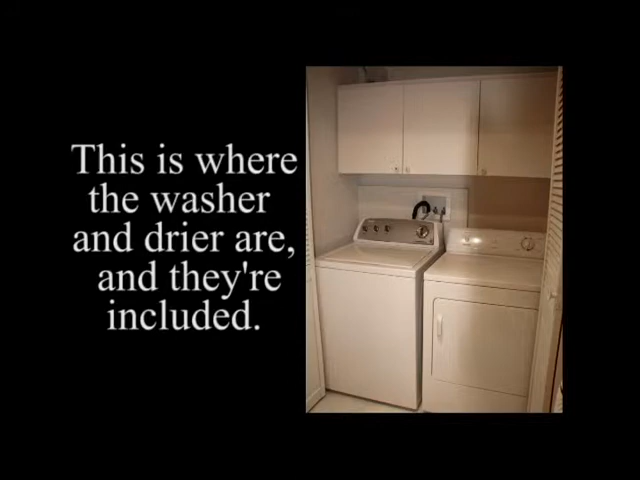 This is where
the washer
and drier are,
and they're
included.